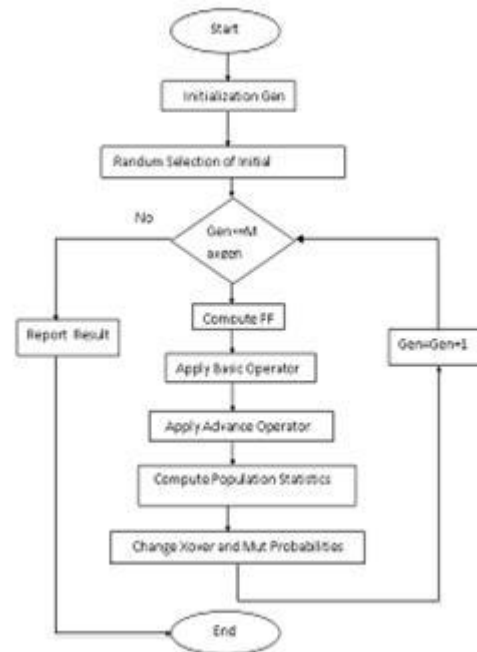 Start
Initialization Gen
Random Selection of Initial
No
Gen<=M
axgen
Compute FF
Report Result
Gen=Gen+1
Apply Basic Operator
Apply Advance Operator
Compute Population Statistics
Change Xover and Mut Probabilities
End